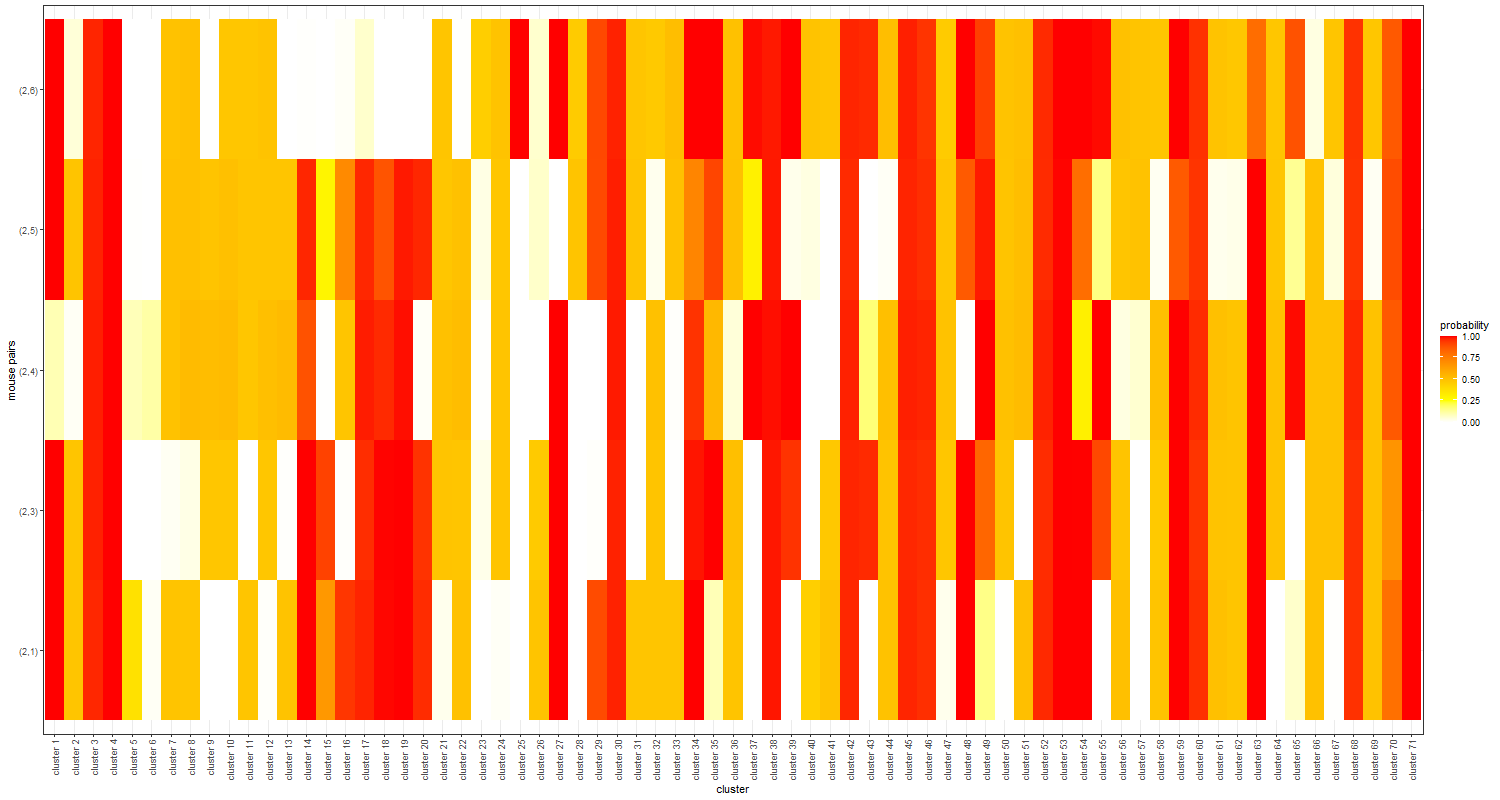 (2,6)
(2,5)
(2,4)
(2,3)
(2,1)
mouse pairs
cluster 1
cluster 2
cluster 3
cluster 4
cluster 5
cluster 6
cluster 7
cluster 8
cluster 9
cluster 10
cluster 11
cluster 12
cluster 13
cluster 14
cluster 15
cluster 16
cluster 17
cluster 18
cluster 19
cluster 20
cluster 21
cluster 22
cluster 23
cluster 24
cluster 25
cluster 26
cluster 27
cluster 28
cluster 29
cluster 30
cluster 31
cluster 32
cluster 33
cluster 34
cluster 35
cluster 36
cluster 37
cluster 38
cluster 39
cluster 40
cluster 41
cluster 42
cluster 43
cluster 44
cluster 45
cluster 46
cluster 47
cluster 48
cluster 49
cluster 50
cluster 51
cluster 52
cluster 53
cluster 54
cluster 55
cluster 56
cluster 57
cluster 58
cluster 59
cluster 60
cluster 61
cluster 62
cluster 63
cluster 64
cluster 65
cluster 66
cluster 67
cluster 68
cluster 69
cluster 70
cluster 71
cluster
probability
1.00
0.75
0.50
0.25
0.00